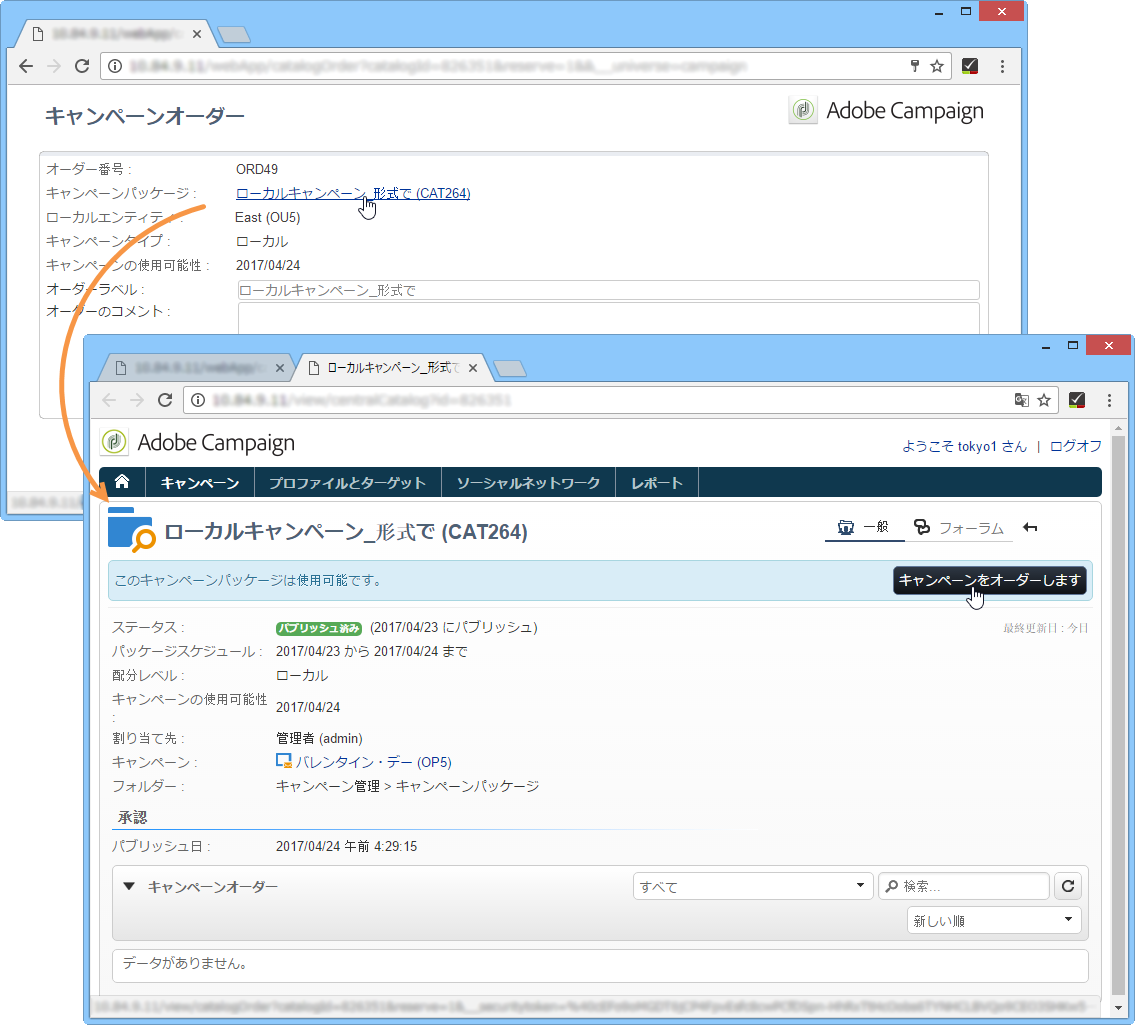 キャンペーンオーダー
Adobe Campaign
オーダー番号 : ORD49
キャンペーンパッケージ : ローカルキャンペーン_形式で (CAT264)
ローカルエンティティ : East (OU5)
キャンペーンタイプ : ローカル
キャンペーンの使用可能性 : 2017/04/24
オーダーラベル : ローカルキャンペーン_形式で
オーダーのコメント :
ローカルキャンペーン_形式で
Adobe Campaign
ようこそ tokyo1 さん | ログオフ
キャンペーン プロファイルとターゲット ソーシャルネットワーク レポート
ローカルキャンペーン_形式で (CAT264) 一般 フォーラム
このキャンペーンパッケージは使用可能です。 キャンペーンをオーダーします
ステータス : パブリッシュ済み (2017/04/23 にパブリッシュ) 最終更新日 : 今日
パッケージスケジュール : 2017/04/23 から 2017/04/24 まで
配分レベル : ローカル
キャンペーンの使用可能性 : 2017/04/24
割り当て先 : 管理者 (admin)
キャンペーン : バレンタイン・デー (OP5)
フォルダー : キャンペーン管理 > キャンペーンパッケージ
承認
パブリッシュ日 : 2017/04/24 午前 4:29:15
キャンペーンオーダー すべて 検索...
新しい順
データがありません。